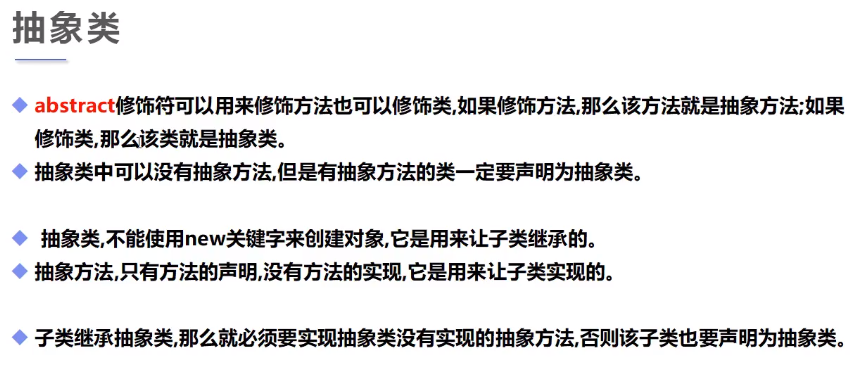 抽象类
abstract修饰符可以用来修饰方法也可以修饰类,如果修饰方法,那么该方法就是抽象方法;如果
修饰类,那么该类就是抽象类。
抽象类中可以没有抽象方法,但是有抽象方法的类一定要声明为抽象类。
抽象类,不能使用new关键字来创建对象,它是用来让子类继承的。
抽象方法,只有方法的声明,没有方法的实现,它是用来让子类实现的。
子类继承抽象类,那么就必须要实现抽象类没有实现的抽象方法,否则该子类也要声明为抽象类。